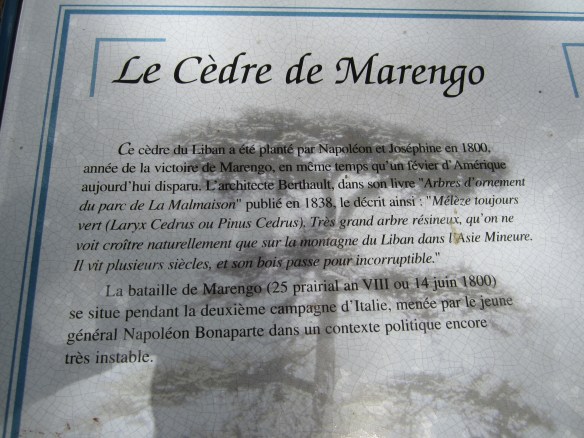 Le Cèdre de Marengo
Ce cèdre du Liban a été planté par Napoléon et Joséphine en 1800,
année de la victoire de Marengo, en même temps qu'un févier d'Amérique
aujourd'hui disparu. L'architecte Berthault, dans son livre "Arbres d'ornement
du parc de La Malmaison" publié en 1838, le décrit ainsi : "Mélèze toujours
vert (Laryx Cedrus ou Pinus Cedrus). Très grand arbre résineux, qu'on ne
voit croître naturellement que sur la montagne du Liban dans l'Asie Mineure.
Il vit plusieurs siècles, et son bois passe pour incorruptible."
La bataille de Marengo (25 prairial an VIII ou 14 juin 1800)
se situe pendant la deuxième campagne d'Italie, menée par le jeune
général Napoléon Bonaparte dans un contexte politique encore
très instable.